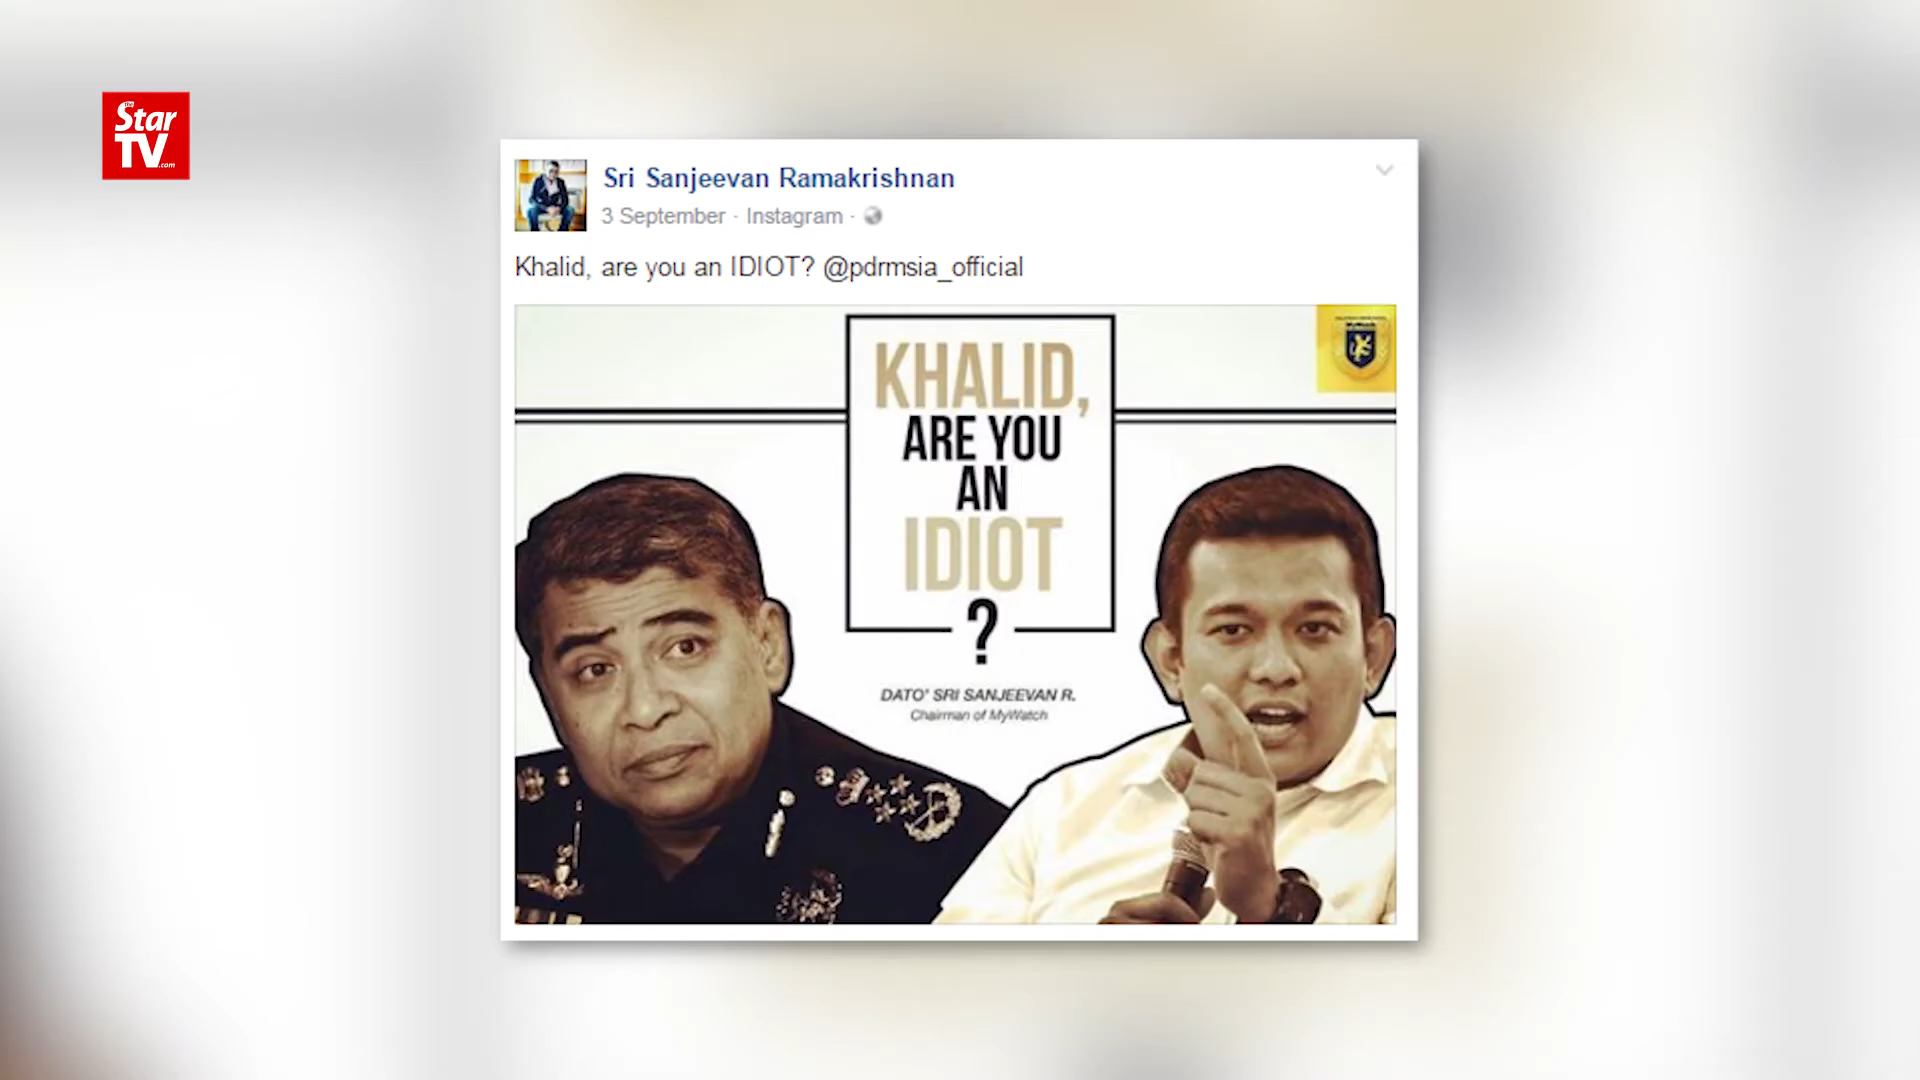 The
Star
TV
.com
Sri Sanjeevan Ramakrishnan
3 September · Instagram ·
Khalid, are you an IDIOT? @pdrmsia_official
KHALID,
ARE YOU
AN
IDIOT
?
DATO' SRI SANJEEVAN R.
Chairman of MyWatch